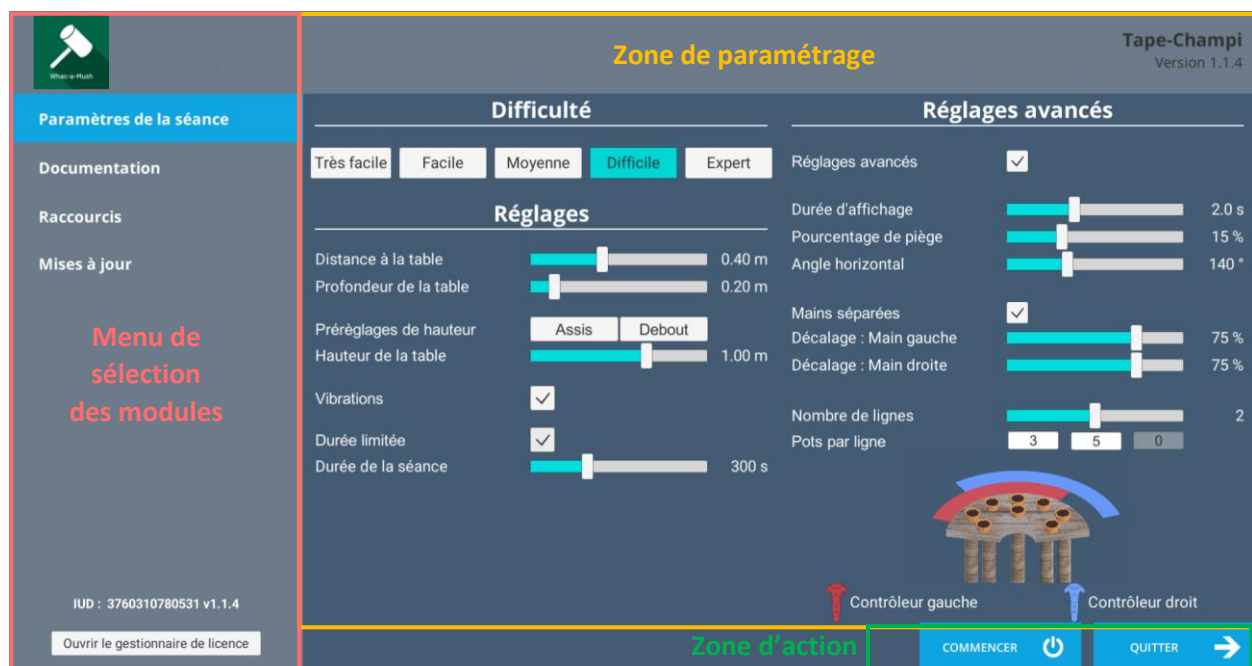 Whac-a-Mush
Zone de paramétrage
Tape-Champi
Version 1.1.4
Paramètres de la séance
Documentation
Raccourcis
Mises à jour
Menu de
sélection
des modules
IUD : 3760310780531 v1.1.4
Ouvrir le gestionnaire de licence
Difficulté
Très facile
Facile
Moyenne
Difficile
Expert
Réglages
Distance à la table 0.40 m
Profondeur de la table 0.20 m
Prérèglages de hauteur Assis Debout
Hauteur de la table 1.00 m
Vibrations
Durée limitée
Durée de la séance 300 s
Réglages avancés
Réglages avancés
Durée d'affichage 2.0 s
Pourcentage de piège 15 %
Angle horizontal 140 °
Mains séparées
Décalage : Main gauche 75 %
Décalage : Main droite 75 %
Nombre de lignes 2
Pots par ligne 3 5 0
Contrôleur gauche
Contrôleur droit
Zone d'action
COMMENCER
QUITTER